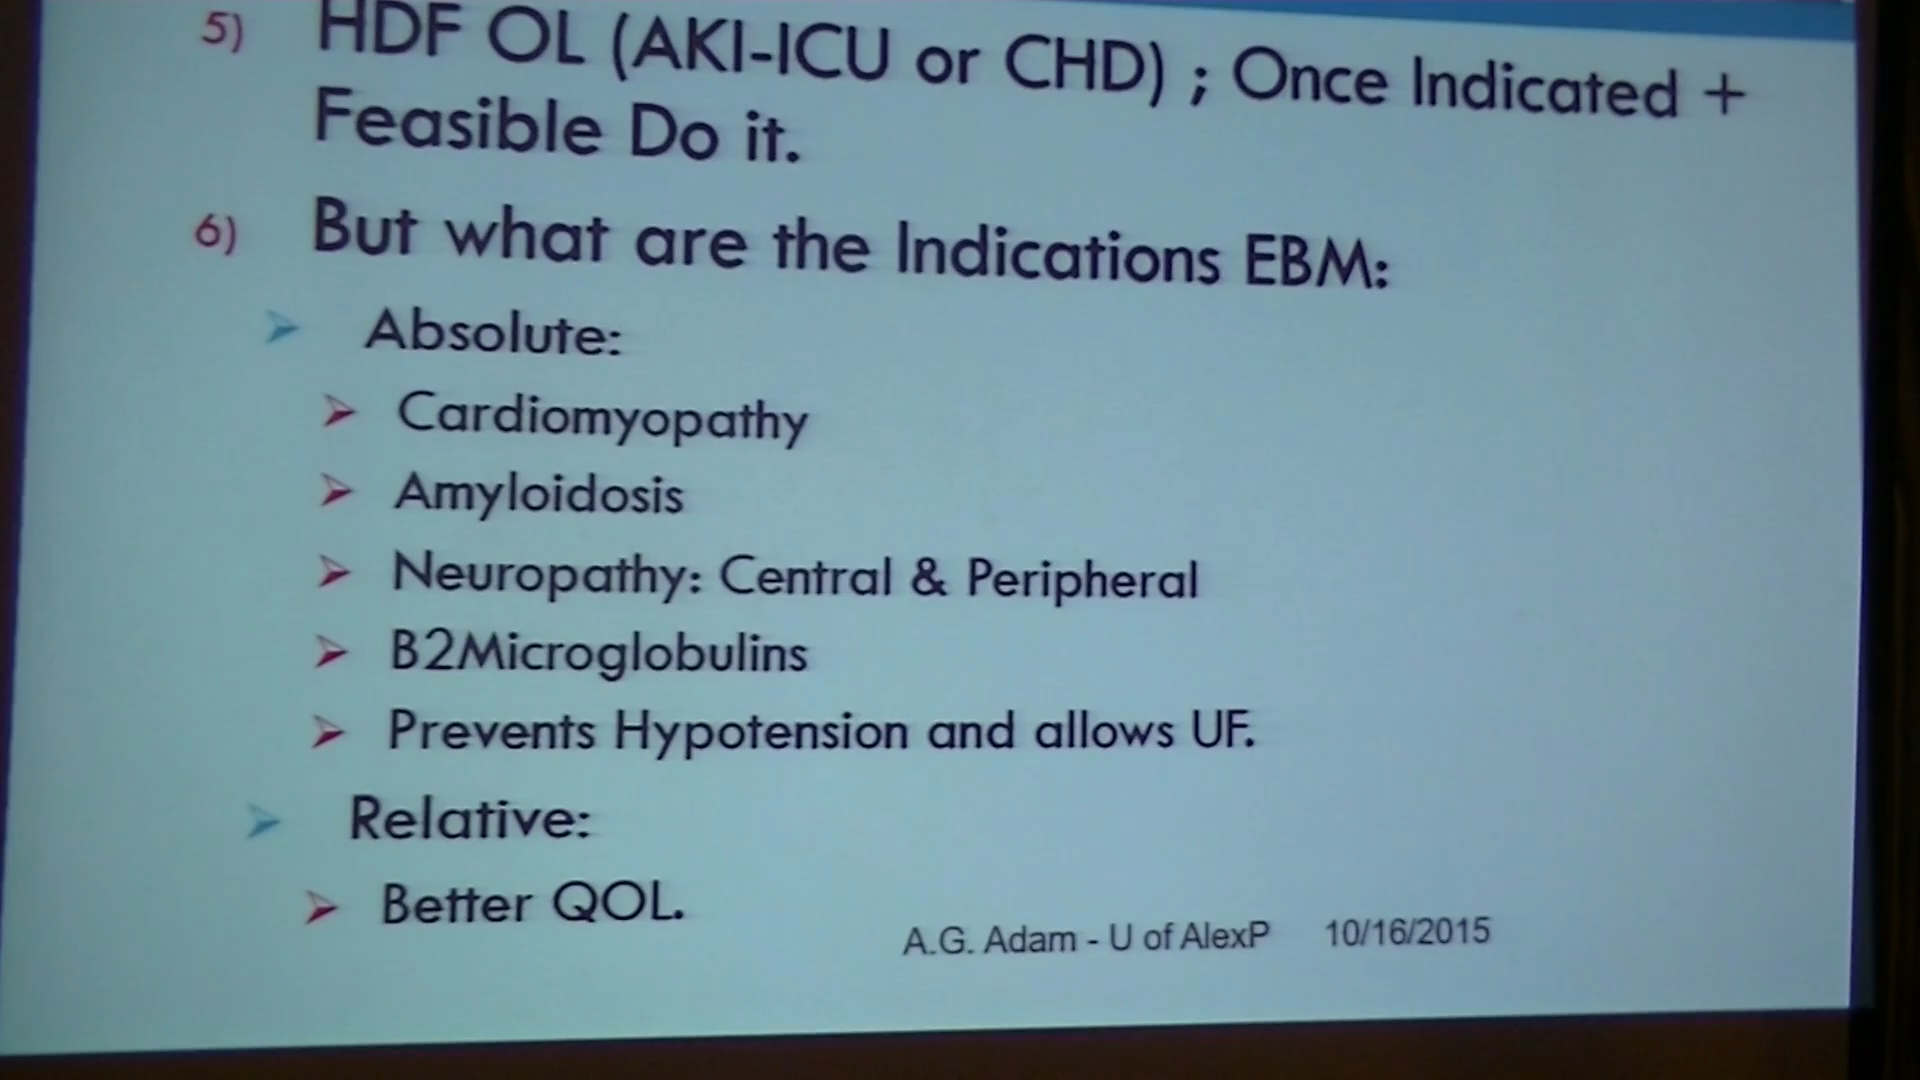 5) HDF OL (AKI-ICU or CHD) ; Once Indicated +
Feasible Do it.
6) But what are the Indications EBM:
Absolute:
Cardiomyopathy
Amyloidosis
Neuropathy: Central & Peripheral
B2Microglobulins
Prevents Hypotension and allows UF.
Relative:
Better QOL.
A.G. Adam - U of AlexP 10/16/2015